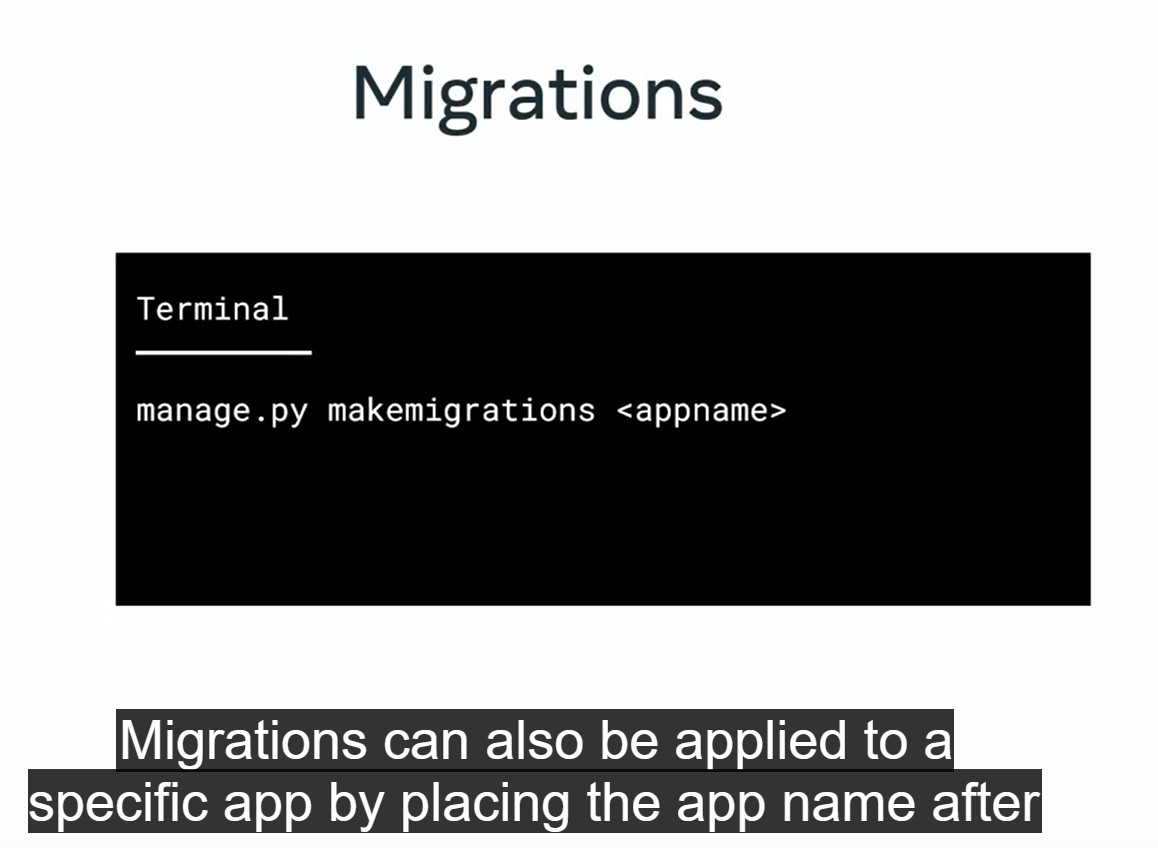 Migrations
Terminal
manage.py makemigrations <appname>
Migrations can also be applied to a
specific app by placing the app name after